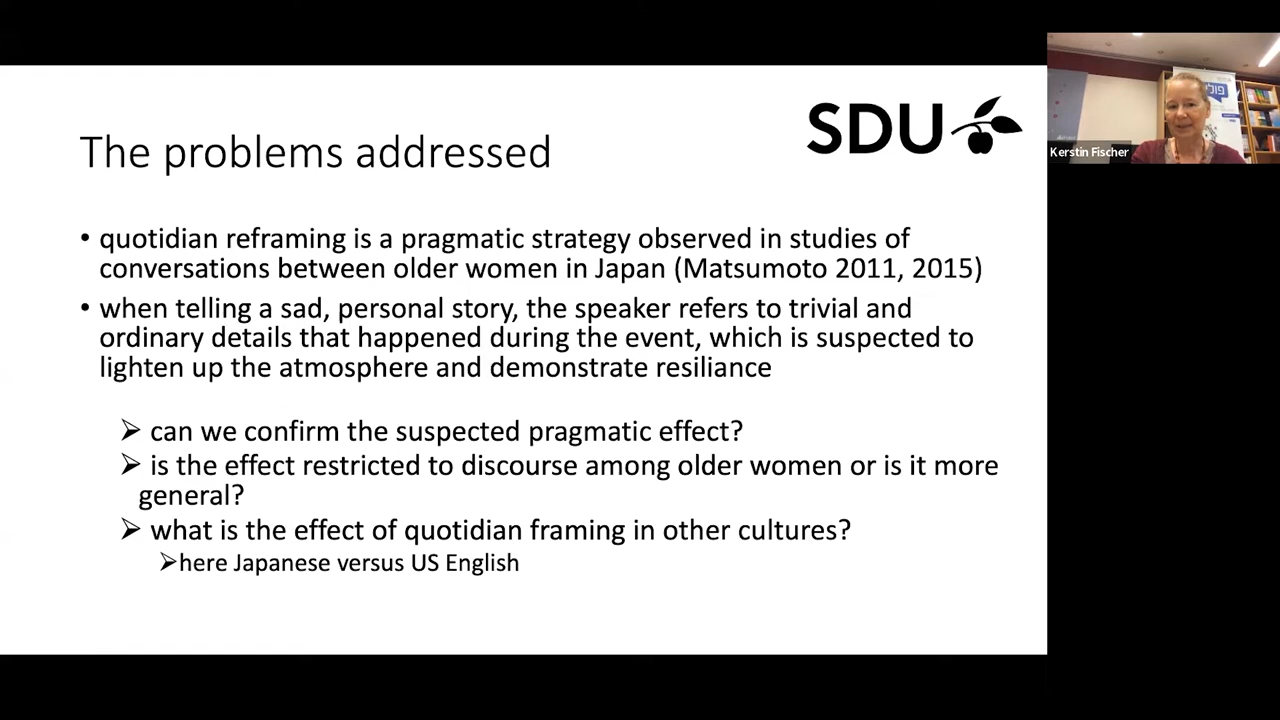 The problems addressed
SDU
• quotidian reframing is a pragmatic strategy observed in studies of
conversations between older women in Japan (Matsumoto 2011, 2015)
• when telling a sad, personal story, the speaker refers to trivial and
ordinary details that happened during the event, which is suspected to
lighten up the atmosphere and demonstrate resiliance
➢ can we confirm the suspected pragmatic effect?
➢ is the effect restricted to discourse among older women or is it more
general?
➢ what is the effect of quotidian framing in other cultures?
➢here Japanese versus US English
Kerstin Fischer